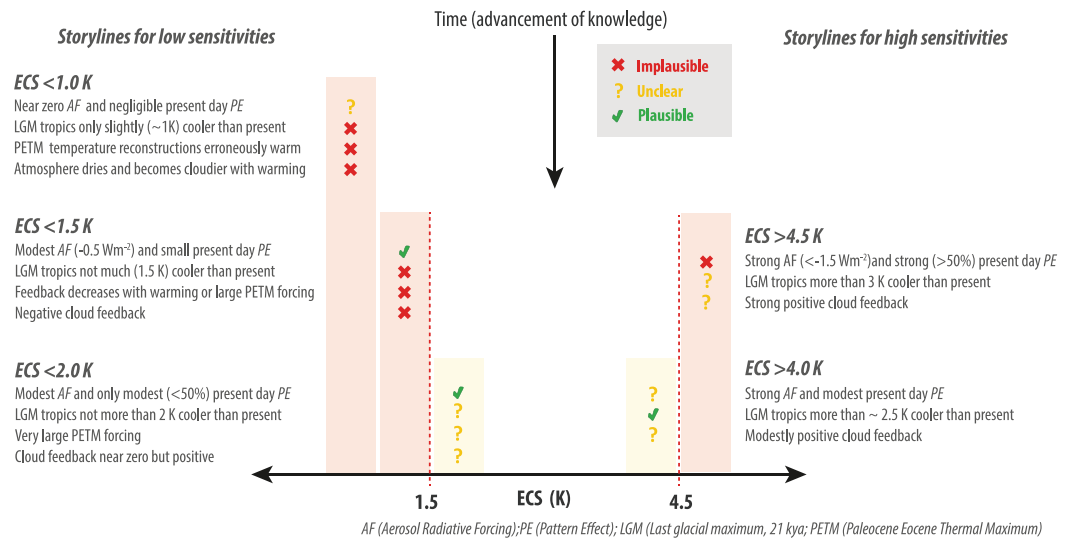 Time (advancement of knowledge)
Storylines for low sensitivities
Storylines for high sensitivities
✖ Implausible
? Unclear
✔ Plausible
ECS <1.0 K
Near zero AF and negligible present day PE ?
LGM tropics only slightly (~1K) cooler than present ✖
PETM temperature reconstructions erroneously warm ✖
Atmosphere dries and becomes cloudier with warming ✖
ECS <1.5 K
Modest AF (-0.5 Wm⁻²) and small present day PE ✔
LGM tropics not much (1.5 K) cooler than present ✖
Feedback decreases with warming or large PETM forcing ✖
Negative cloud feedback ✖
ECS <2.0 K
Modest AF and only modest (<50%) present day PE ✔
LGM tropics not more than 2 K cooler than present ?
Very large PETM forcing ?
Cloud feedback near zero but positive ?
ECS >4.5 K
✖ Strong AF (<-1.5 Wm⁻²)and strong (>50%) present day PE
? LGM tropics more than 3 K cooler than present
? Strong positive cloud feedback
ECS >4.0 K
? Strong AF and modest present day PE
✔ LGM tropics more than ~ 2.5 K cooler than present
? Modestly positive cloud feedback
1.5
ECS (K)
4.5
AF (Aerosol Radiative Forcing);PE (Pattern Effect); LGM (Last glacial maximum, 21 kya; PETM (Paleocene Eocene Thermal Maximum)